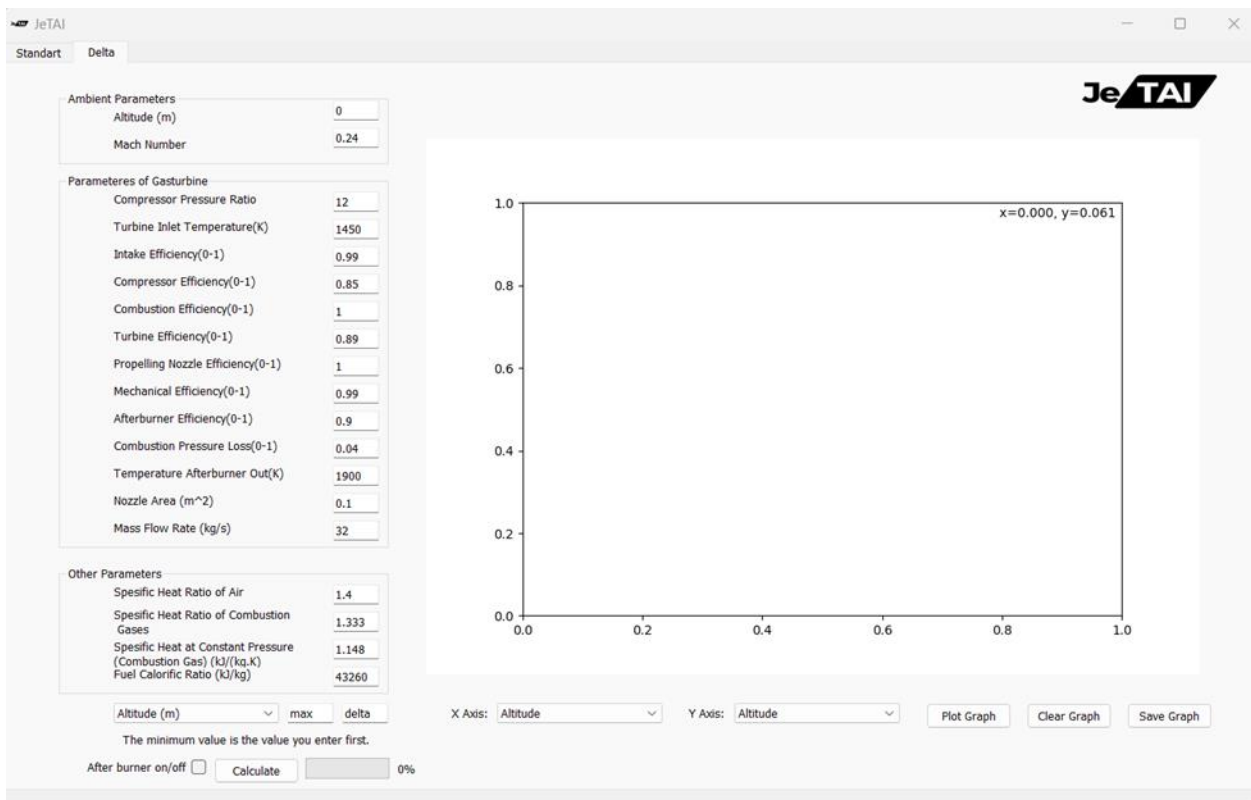 JeTAI
Standart Delta
JeTAI
Ambient Parameters
Altitude (m) 0
Mach Number 0.24
Parameteres of Gasturbine
Compressor Pressure Ratio 12
Turbine Inlet Temperature(K) 1450
Intake Efficiency(0-1) 0.99
Compressor Efficiency(0-1) 0.85
Combustion Efficiency(0-1) 1
Turbine Efficiency(0-1) 0.89
Propelling Nozzle Efficiency(0-1) 1
Mechanical Efficiency(0-1) 0.99
Afterburner Efficiency(0-1) 0.9
Combustion Pressure Loss(0-1) 0.04
Temperature Afterburner Out(K) 1900
Nozzle Area (m^2) 0.1
Mass Flow Rate (kg/s) 32
Other Parameters
Spesific Heat Ratio of Air 1.4
Spesific Heat Ratio of Combustion
Gases 1.333
Spesific Heat at Constant Pressure 1.148
(Combustion Gas) (kJ/(kg.K)
Fuel Calorific Ratio (kJ/kg) 43260
Altitude (m) max delta
The minimum value is the value you enter first.
After burner on/off Calculate 0%
x=0.000, y=0.061
1.0
0.8
0.6
0.4
0.2
0.0
0.0 0.2 0.4 0.6 0.8 1.0
X Axis: Altitude Y Axis: Altitude Plot Graph Clear Graph Save Graph